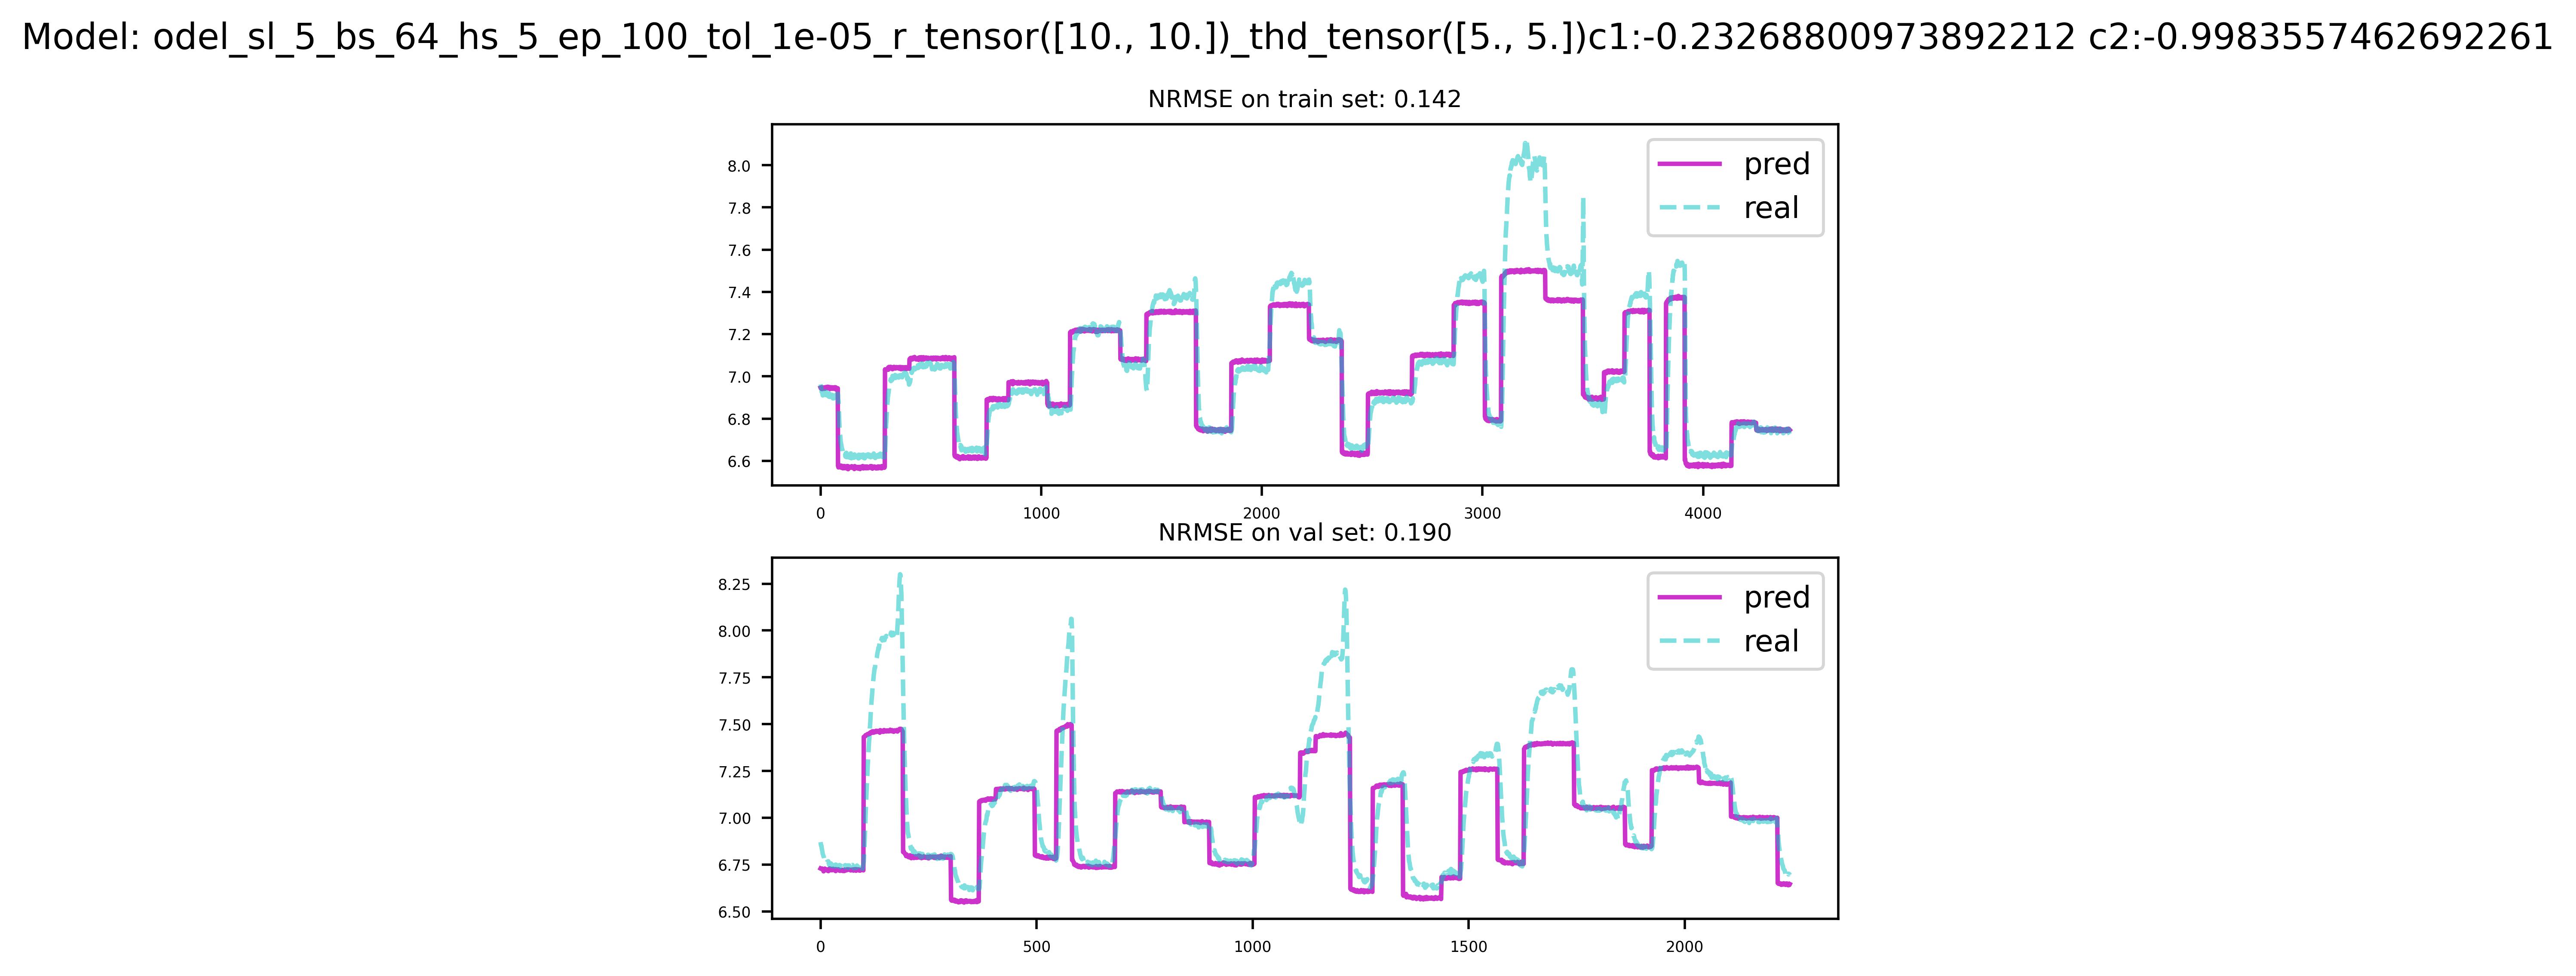 Model: odel_sl_5_bs_64_hs_5_ep_100_tol_1e-05_r_tensor([10., 10.])_thd_tensor([5., 5.])c1:-0.23268800973892212 c2:-0.9983557462692261
NRMSE on train set: 0.142
8.0
7.8
7.6
7.4
7.2
7.0
6.8
6.6
pred
real
0 1000 2000 3000 4000
NRMSE on val set: 0.190
8.25
8.00
7.75
7.50
7.25
7.00
6.75
6.50
pred
real
0 500 1000 1500 2000